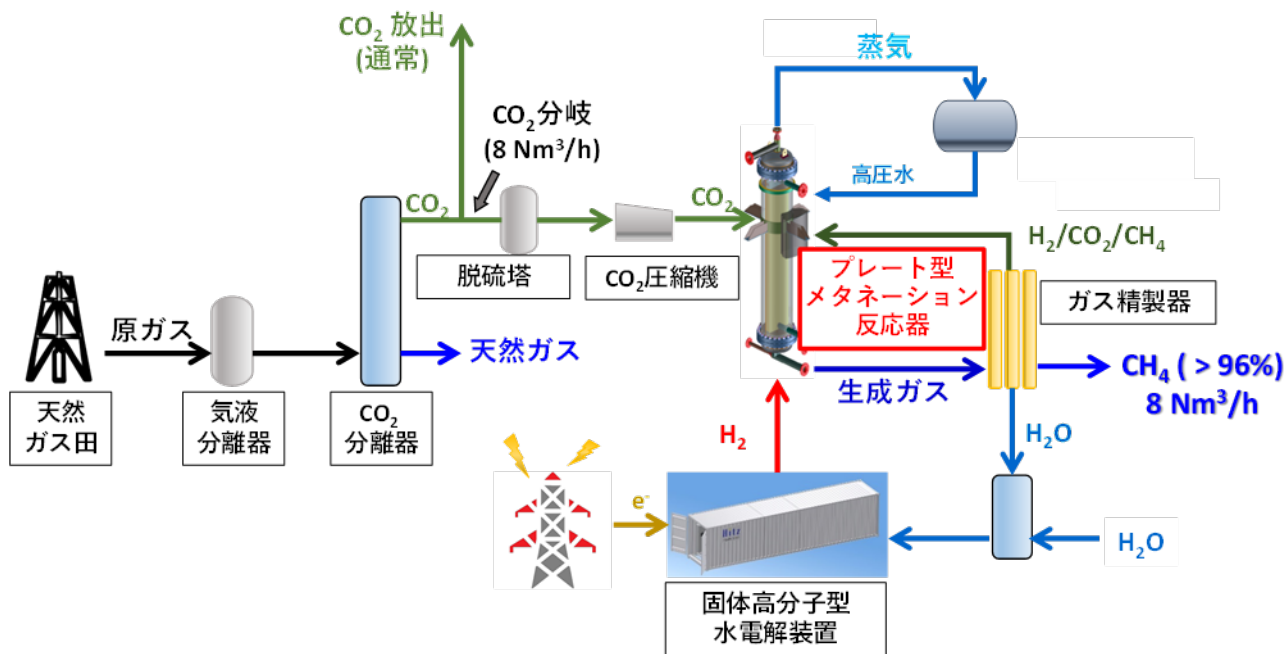 CO₂ 放出
(通常)
CO₂分岐
(8 Nm³/h)
蒸気
高圧水
CO₂
CO₂
H₂/CO₂/CH₄
脱硫塔
CO₂圧縮機
プレート型
メタネーション
反応器
ガス精製器
原ガス
天然ガス
生成ガス
CH₄ ( > 96%)
8 Nm³/h
天然
ガス田
気液
分離器
CO₂
分離器
H₂
H₂O
e⁻
Hitz
H₂O
固体高分子型
水電解装置